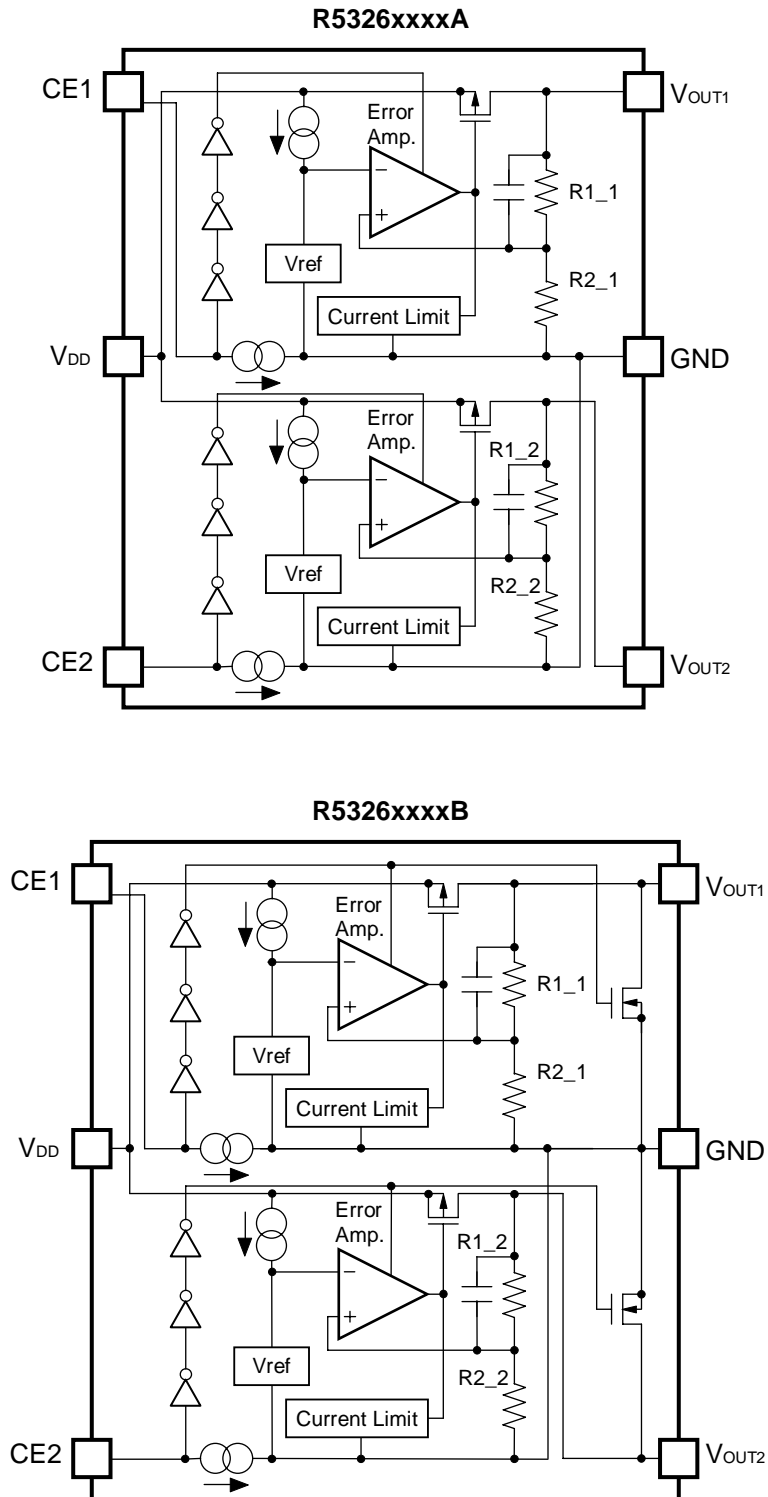 R5326xxxxA
CE1
VOUT1
Error
Amp.
−
+
R1_1
Vref
R2_1
Current Limit
VDD
GND
Error
Amp.
−
+
R1_2
Vref
R2_2
Current Limit
CE2
VOUT2
R5326xxxxB
CE1
VOUT1
Error
Amp.
−
+
R1_1
Vref
R2_1
Current Limit
VDD
GND
Error
Amp.
−
+
R1_2
Vref
R2_2
Current Limit
CE2
VOUT2